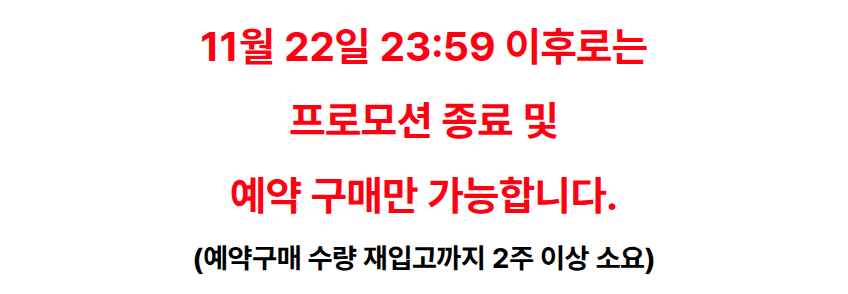 11월 22일 23:59 이후로는
프로모션 종료 및
예약 구매만 가능합니다.
(예약구매 수량 재입고까지 2주 이상 소요)